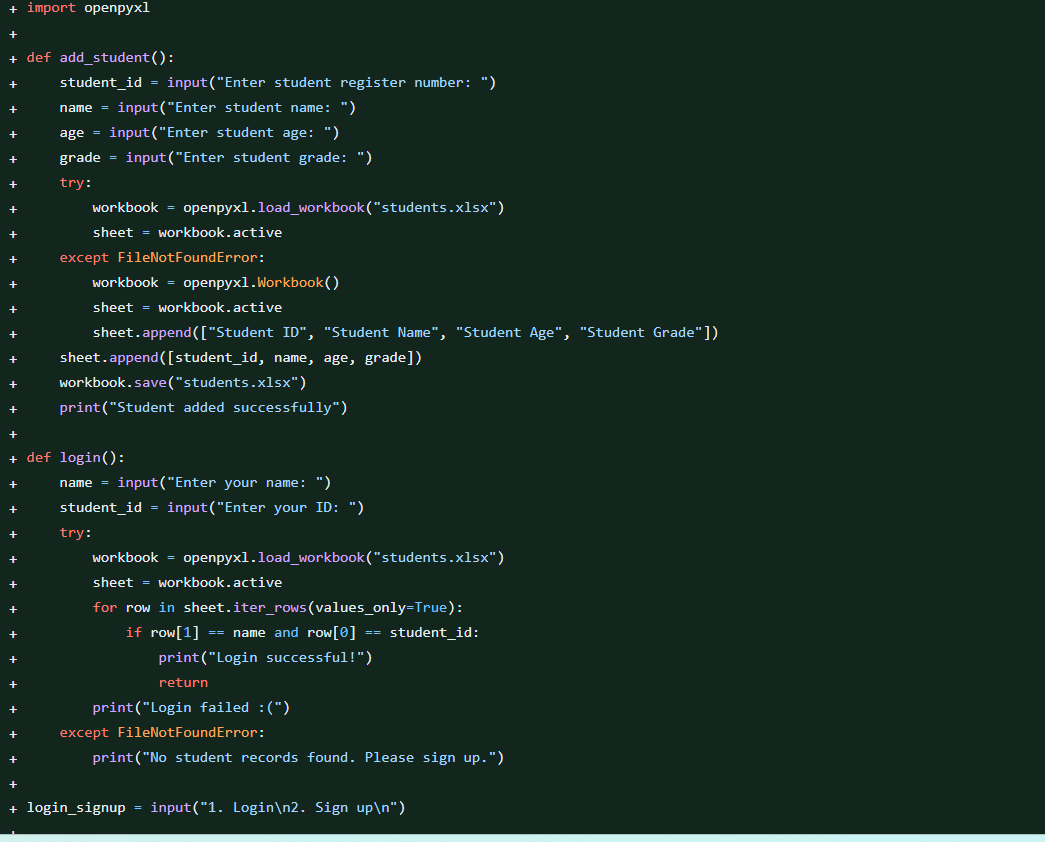 + import openpyxl
+
+ def add_student():
+     student_id = input("Enter student register number: ")
+     name = input("Enter student name: ")
+     age = input("Enter student age: ")
+     grade = input("Enter student grade: ")
+     try:
+         workbook = openpyxl.load_workbook("students.xlsx")
+         sheet = workbook.active
+     except FileNotFoundError:
+         workbook = openpyxl.Workbook()
+         sheet = workbook.active
+         sheet.append(["Student ID", "Student Name", "Student Age", "Student Grade"])
+     sheet.append([student_id, name, age, grade])
+     workbook.save("students.xlsx")
+     print("Student added successfully")
+
+ def login():
+     name = input("Enter your name: ")
+     student_id = input("Enter your ID: ")
+     try:
+         workbook = openpyxl.load_workbook("students.xlsx")
+         sheet = workbook.active
+         for row in sheet.iter_rows(values_only=True):
+             if row[1] == name and row[0] == student_id:
+                 print("Login successful!")
+                 return
+         print("Login failed :(")
+     except FileNotFoundError:
+         print("No student records found. Please sign up.")
+
+ login_signup = input("1. Login\n2. Sign up\n")
+